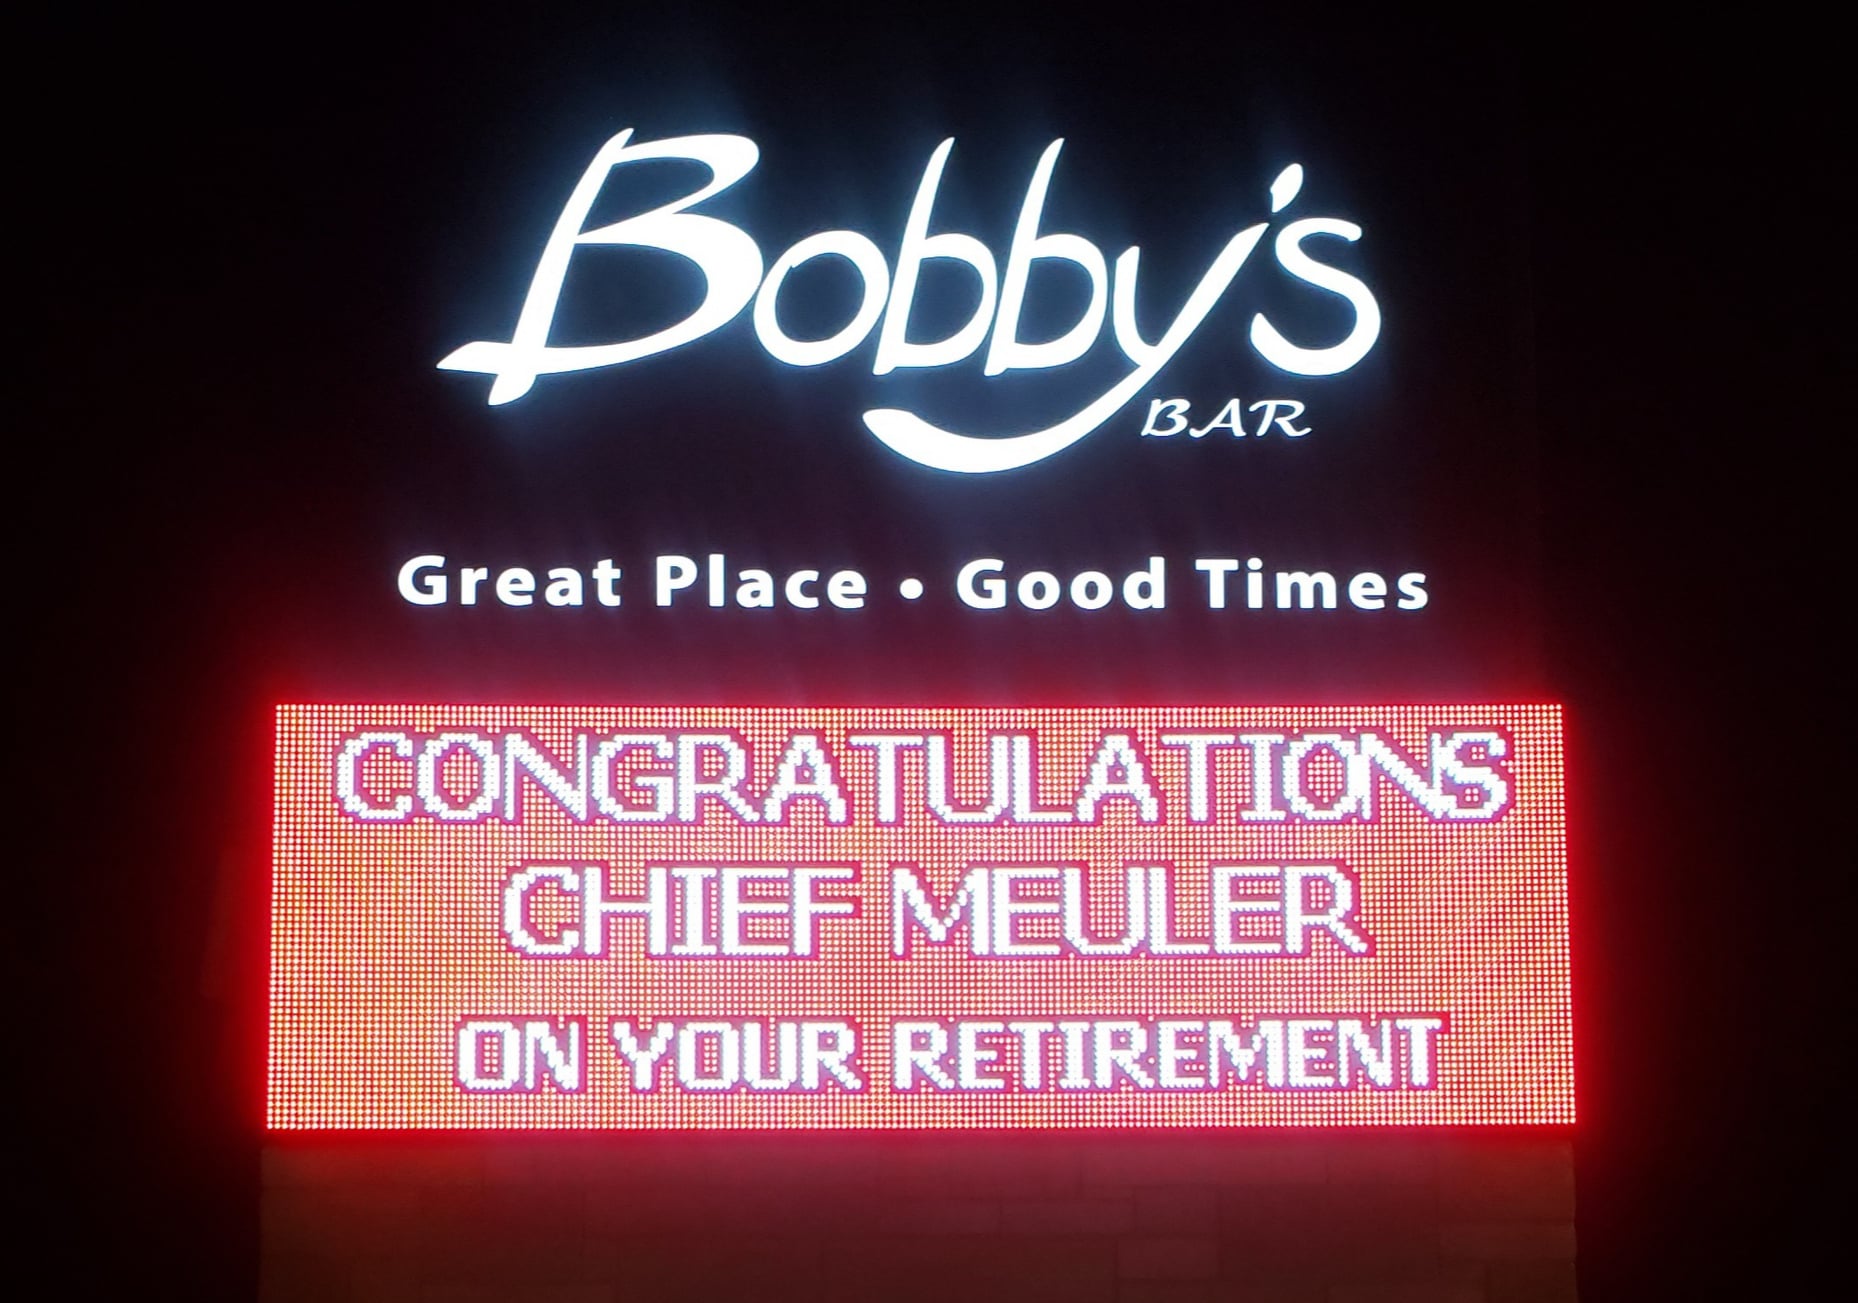 Bobby's
BAR
Great Place • Good Times
CONGRATULATIONS
CHIEF MEULER
ON YOUR RETIREMENT